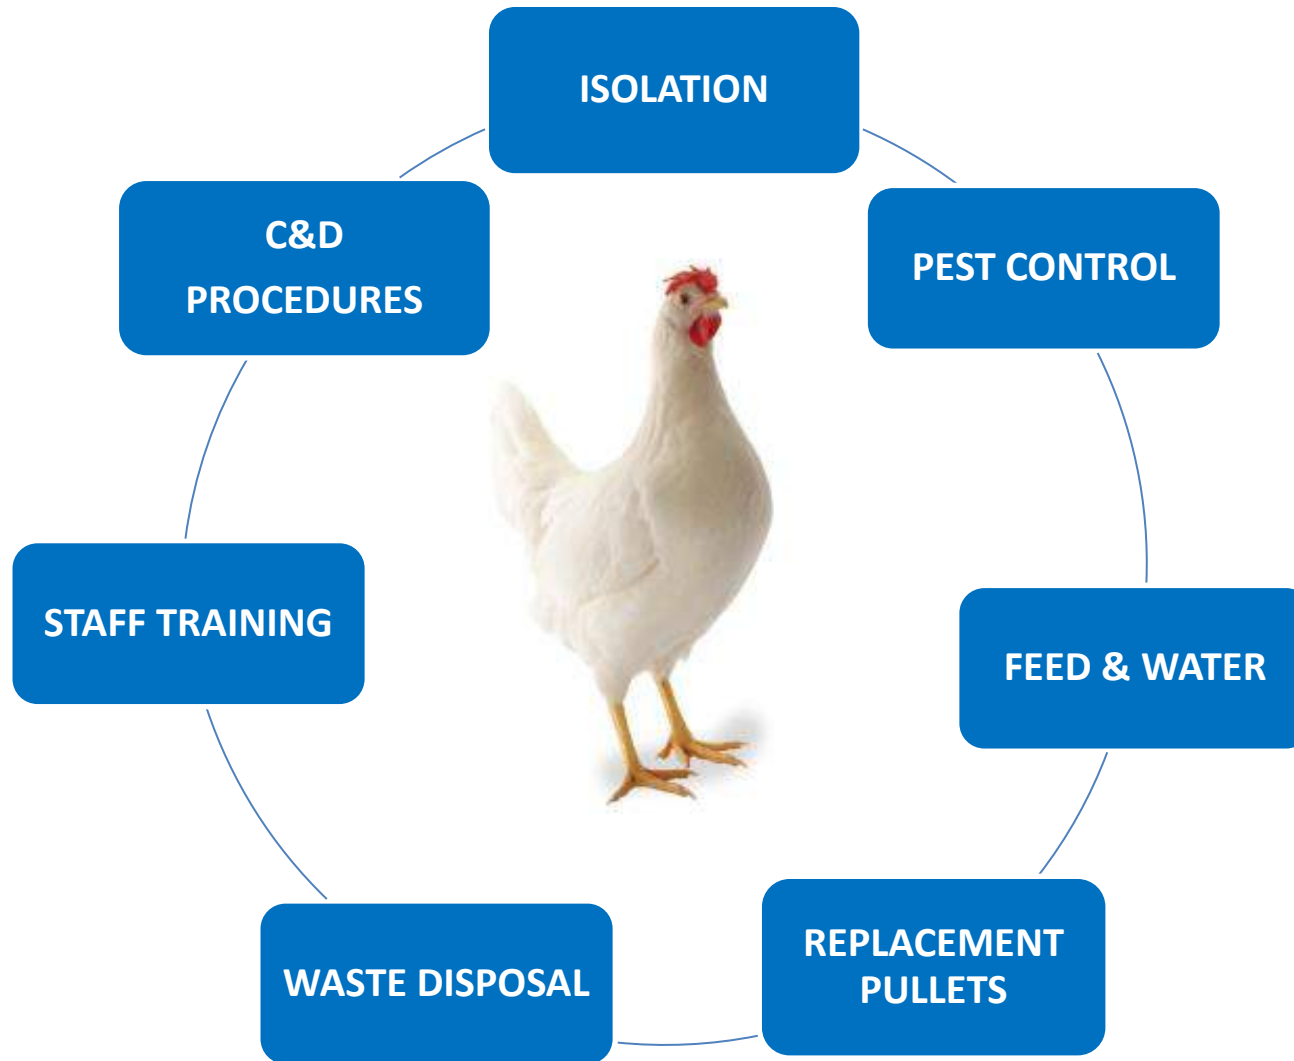 ISOLATION
PEST CONTROL
FEED & WATER
REPLACEMENT
PULLETS
WASTE DISPOSAL
STAFF TRAINING
C&D
PROCEDURES